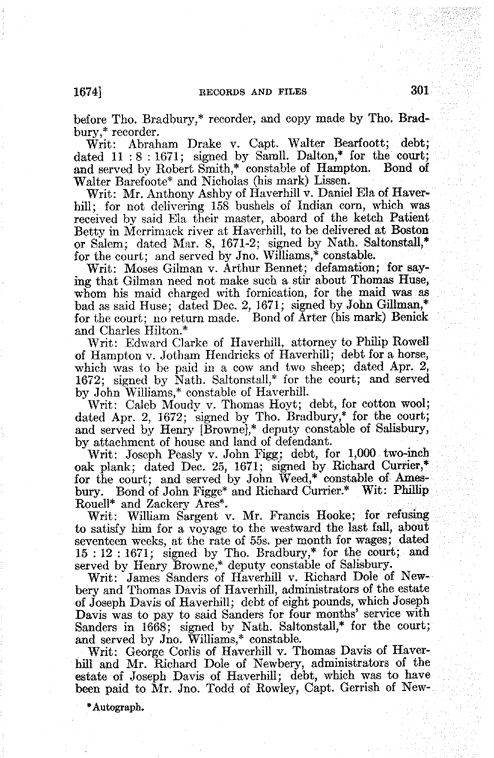 1674] RECORDS AND FILES 301
before Tho. Bradbury,* recorder, and copy made by Tho. Brad-
bury,* recorder.
Writ: Abraham Drake v. Capt. Walter Bearfoott; debt;
dated 11 : 8 : 1671; signed by Samll. Dalton,* for the court;
and served by Robert Smith,* constable of Hampton. Bond of
Walter Barefoote* and Nicholas (his mark) Lissen.
Writ: Mr. Anthony Ashby of Haverhill v. Daniel Ela of Haver-
hill; for not delivering 158 bushels of Indian corn, which was
received by said Ela their master, aboard of the ketch Patient
Betty in Merrimack river at Haverhill, to be delivered at Boston
or Salem; dated Mar. 8, 1671-2; signed by Nath. Saltonstall,*
for the court; and served by Jno. Williams,* constable.
Writ: Moses Gilman v. Arthur Bennet; defamation; for say-
ing that Gilman need not make such a stir about Thomas Huse,
whom his maid charged with fornication, for the maid was as
bad as said Huse; dated Dec. 2, 1671; signed by John Gillman,*
for the court; no return made. Bond of Arter (his mark) Benick
and Charles Hilton.*
Writ: Edward Clarke of Haverhill, attorney to Philip Rowell
of Hampton v. Jotham Hendricks of Haverhill; debt for a horse,
which was to be paid in a cow and two sheep; dated Apr. 2,
1672; signed by Nath. Saltonstall,* for the court; and served
by John Williams,* constable of Haverhill.
Writ: Caleb Moudy v. Thomas Hoyt; debt, for cotton wool;
dated Apr. 2, 1672; signed by Tho. Bradbury,* for the court;
and served by Henry [Browne],* deputy constable of Salisbury,
by attachment of house and land of defendant.
Writ: Joseph Peasly v. John Figg; debt, for 1,000 two-inch
oak plank; dated Dec. 25, 1671; signed by Richard Currier,*
for the court; and served by John Weed,* constable of Ames-
bury. Bond of John Figge* and Richard Currier.* Wit: Phillip
Rouell* and Zackery Ares*.
Writ: William Sargent v. Mr. Francis Hooke; for refusing
to satisfy him for a voyage to the westward the last fall, about
seventeen weeks, at the rate of 55s. per month for wages; dated
15 : 12 : 1671; signed by Tho. Bradbury,* for the court; and
served by Henry Browne,* deputy constable of Salisbury.
Writ: James Sanders of Haverhill v. Richard Dole of New-
bery and Thomas Davis of Haverhill, administrators of the estate
of Joseph Davis of Haverhill; debt of eight pounds, which Joseph
Davis was to pay to said Sanders for four months' service with
Sanders in 1668; signed by Nath. Saltonstall,* for the court;
and served by Jno. Williams,* constable.
Writ: George Corlis of Haverhill v. Thomas Davis of Haver-
hill and Mr. Richard Dole of Newbery, administrators of the
estate of Joseph Davis of Haverhill; debt, which was to have
been paid to Mr. Jno. Todd of Rowley, Capt. Gerrish of New-
*Autograph.